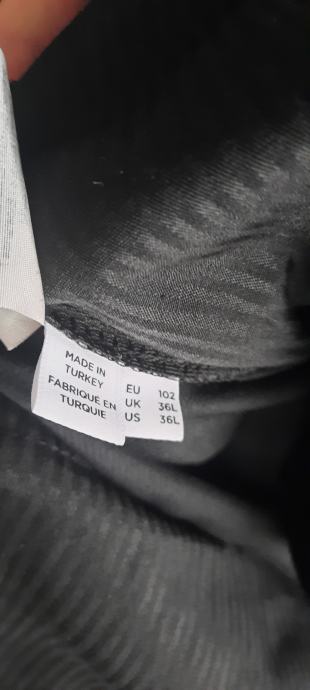 MADE IN
TURKEY
FABRIQUE EN
TURQUIE
EU 102
UK 36L
US 36L